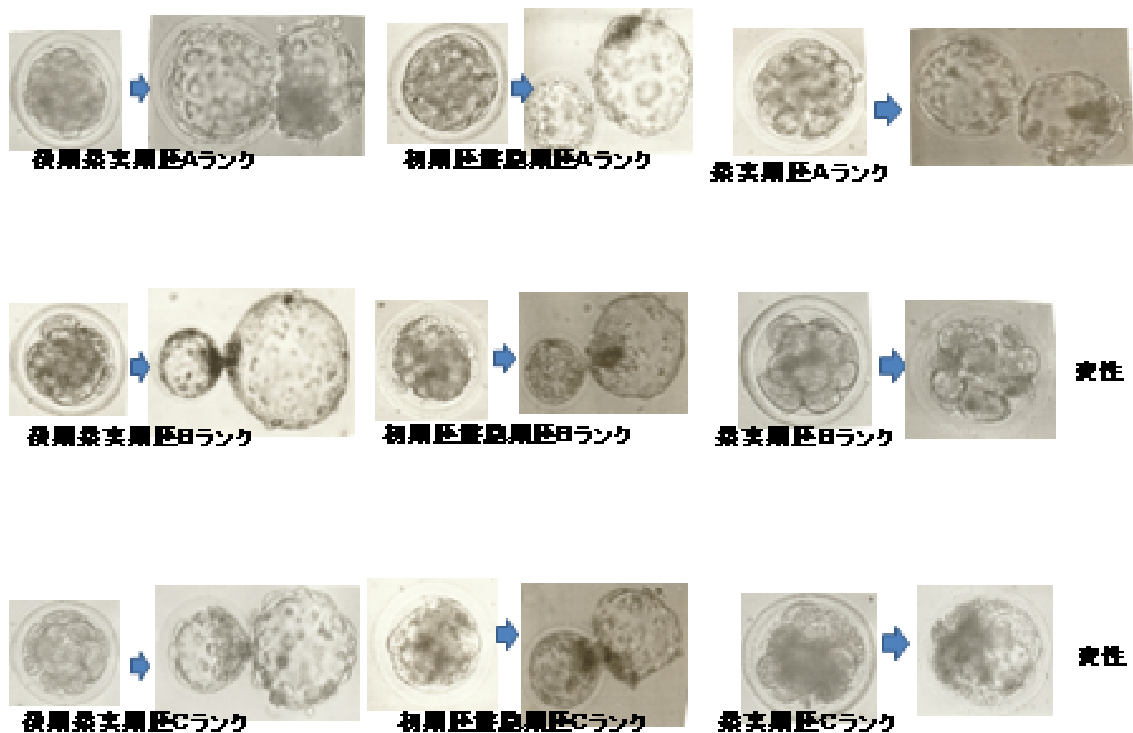 後期桑実期胚Aランク
初期胚盤胞期胚Aランク
桑実期胚Aランク
後期桑実期胚Bランク
初期胚盤胞期胚Bランク
桑実期胚Bランク
変性
後期桑実期胚Cランク
初期胚盤胞期胚Cランク
桑実期胚Cランク
変性